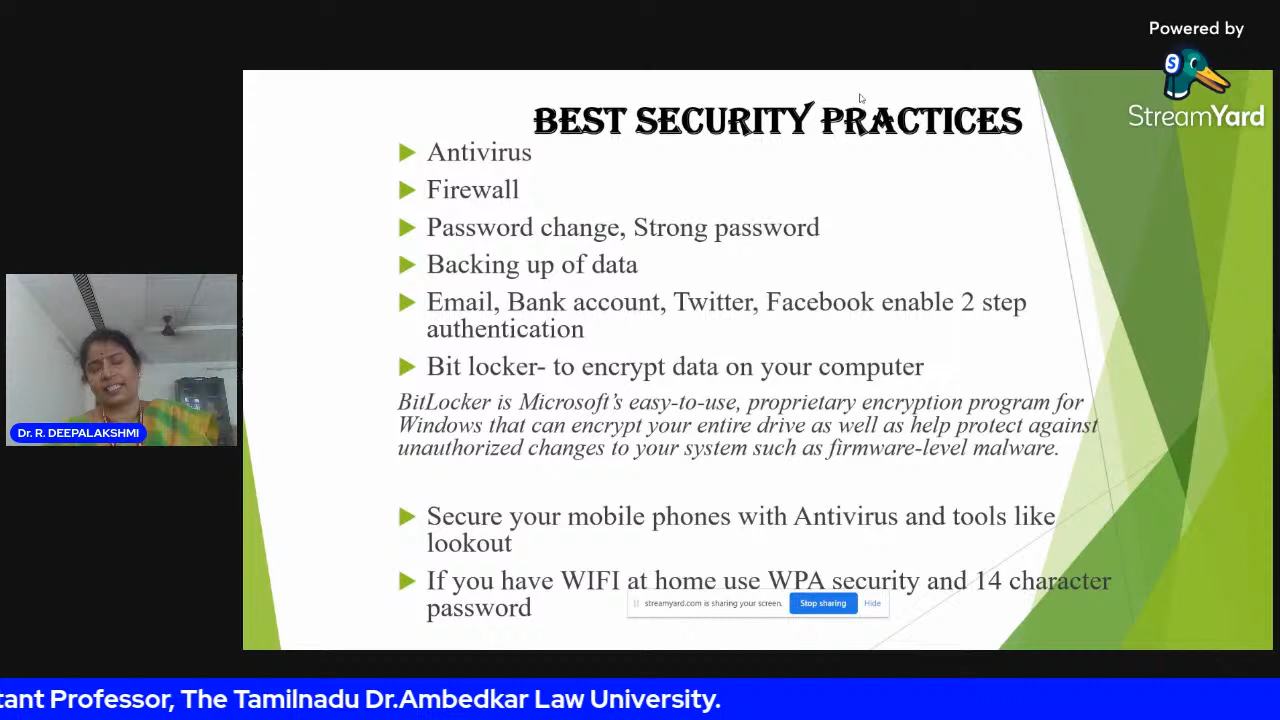 Powered by
StreamYard
BEST SECURITY PRACTICES
Antivirus
Firewall
Password change, Strong password
Backing up of data
Email, Bank account, Twitter, Facebook enable 2 step
authentication
Bit locker- to encrypt data on your computer
BitLocker is Microsoft's easy-to-use, proprietary encryption program for
Windows that can encrypt your entire drive as well as help protect against
unauthorized changes to your system such as firmware-level malware.
Secure your mobile phones with Antivirus and tools like
lookout
If you have WIFI at home use WPA security and 14 character
password
streamyard.com is sharing your screen. Stop sharing Hide
Dr. R. DEEPALAKSHMI
tant Professor, The Tamilnadu Dr.Ambedkar Law University.